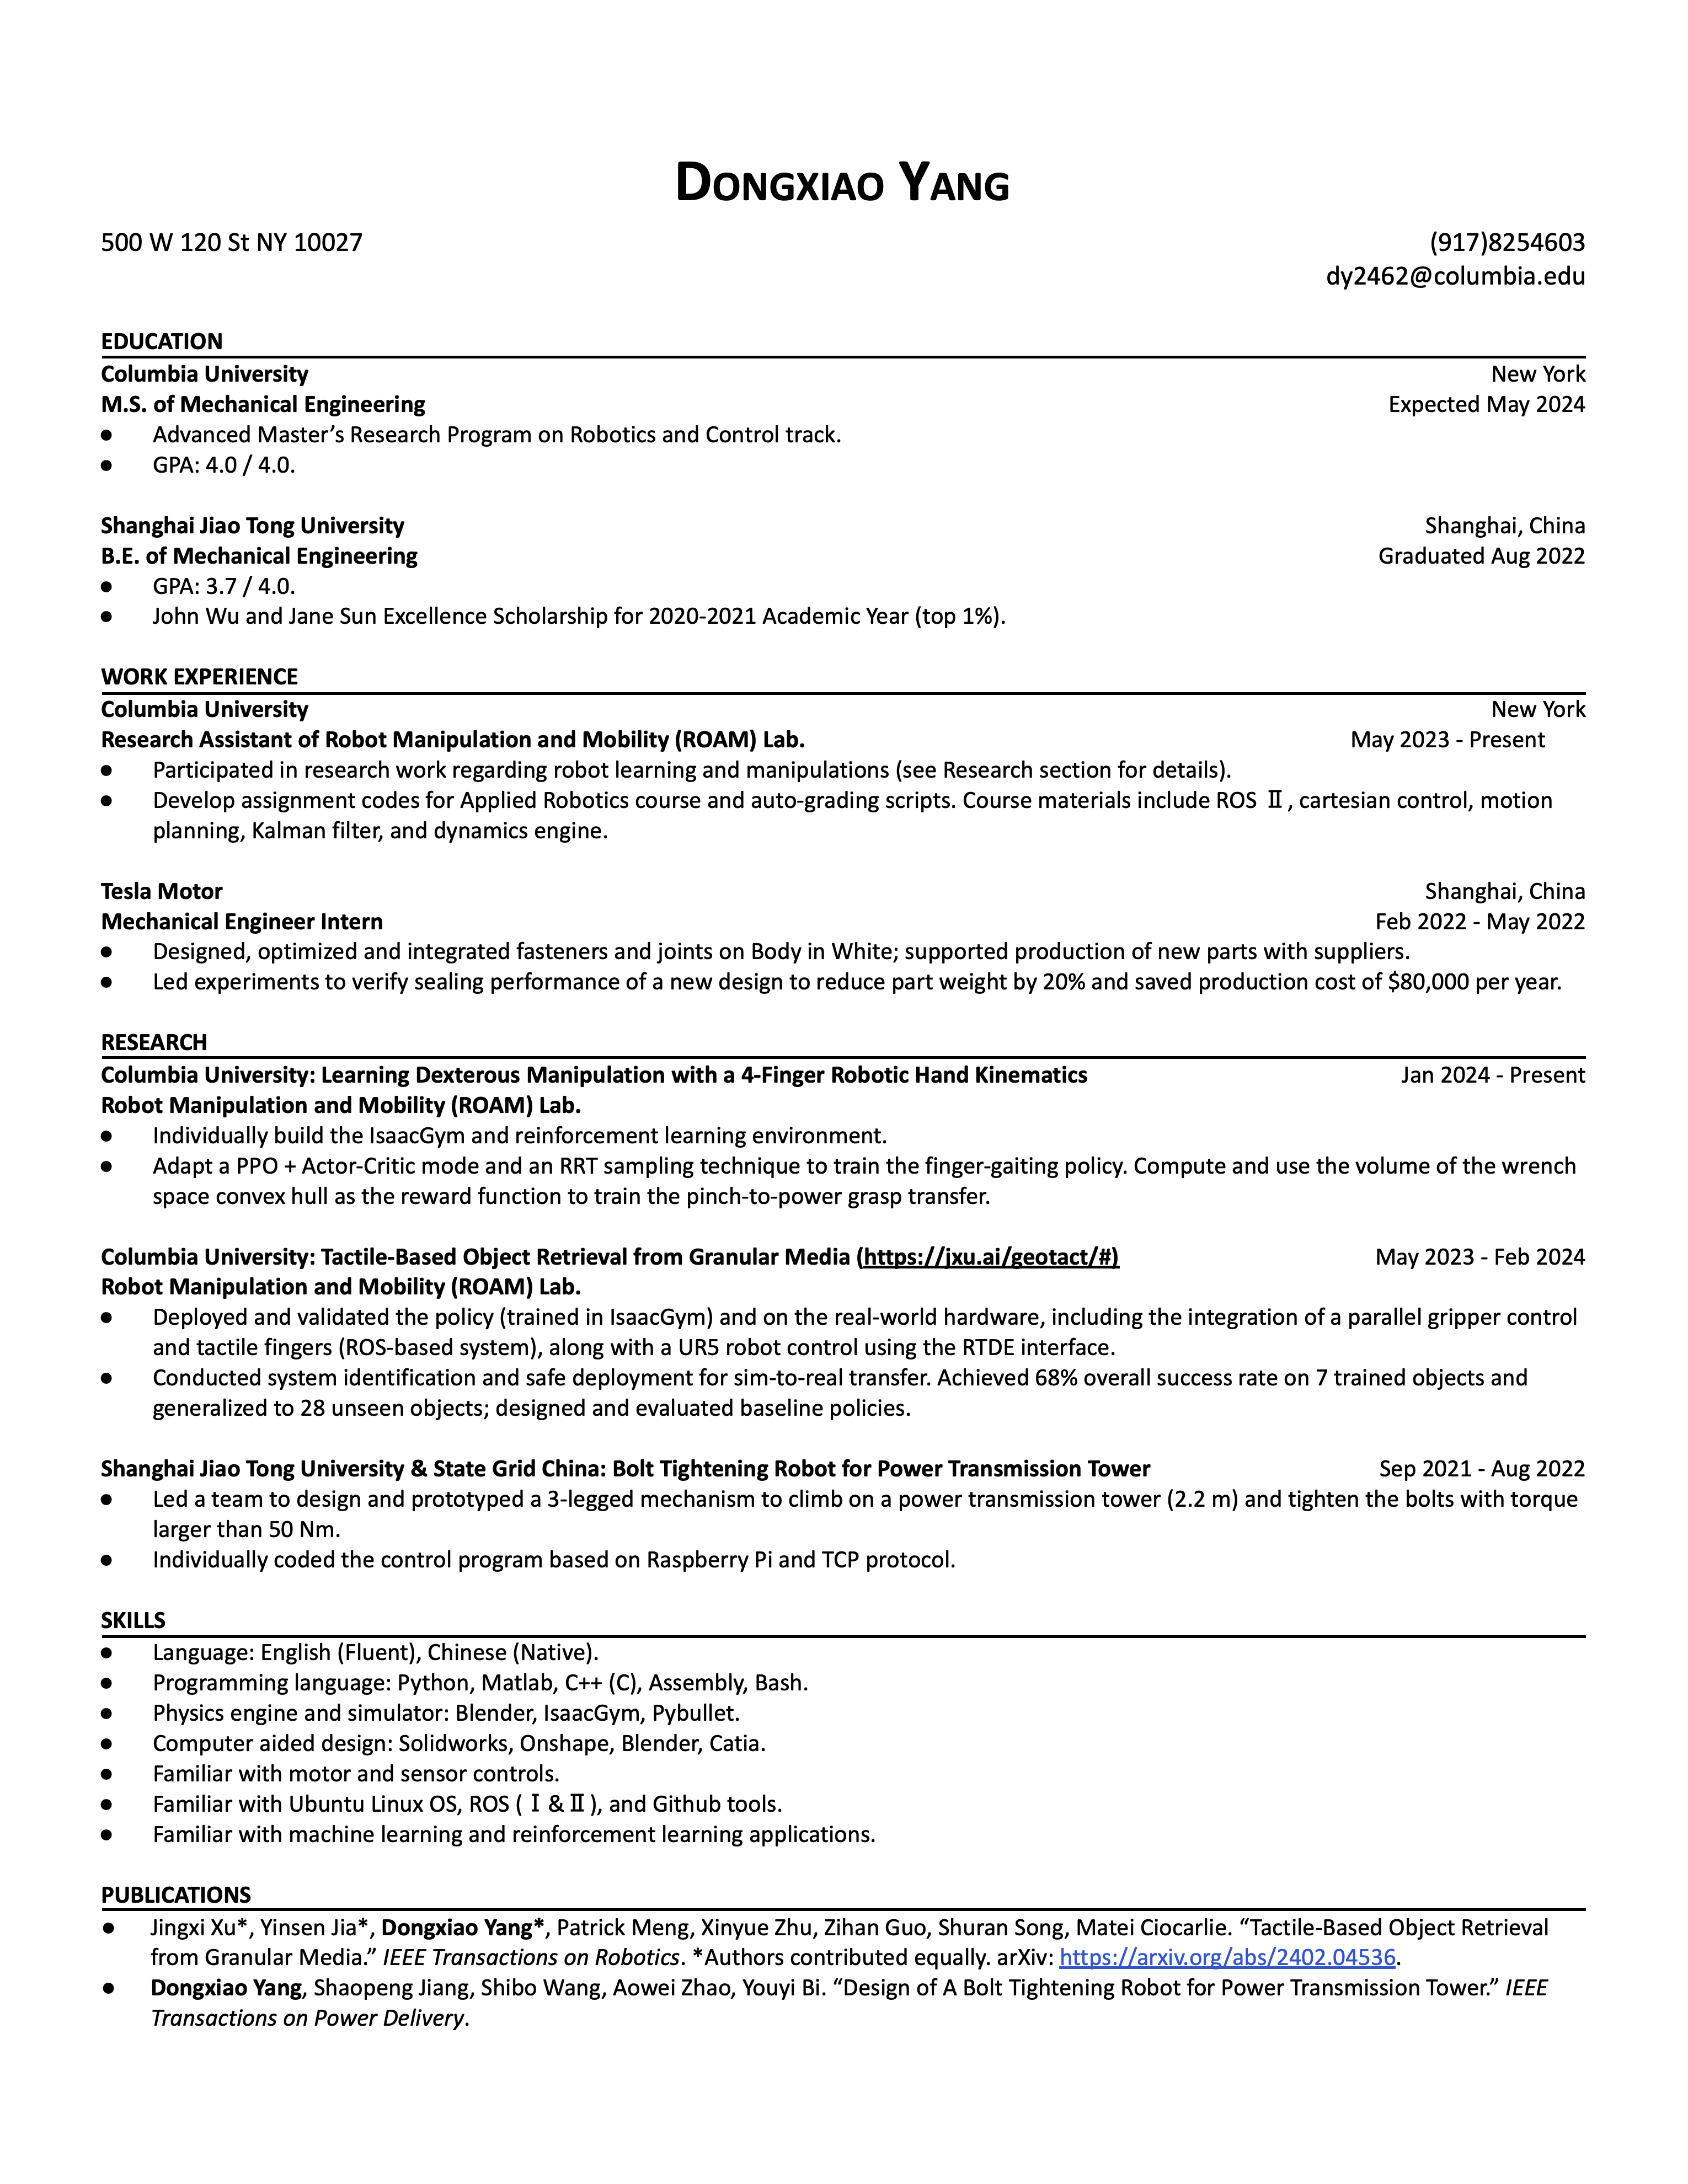 DONGXIAO YANG
500 W 120 St NY 10027 (917)8254603
dy2462@columbia.edu
EDUCATION
Columbia University New York
M.S. of Mechanical Engineering Expected May 2024
● Advanced Master’s Research Program on Robotics and Control track.
● GPA: 4.0 / 4.0.
Shanghai Jiao Tong University Shanghai, China
B.E. of Mechanical Engineering Graduated Aug 2022
● GPA: 3.7 / 4.0.
● John Wu and Jane Sun Excellence Scholarship for 2020-2021 Academic Year (top 1%).
WORK EXPERIENCE
Columbia University New York
Research Assistant of Robot Manipulation and Mobility (ROAM) Lab. May 2023 - Present
● Participated in research work regarding robot learning and manipulations (see Research section for details).
● Develop assignment codes for Applied Robotics course and auto-grading scripts. Course materials include ROS Ⅱ, cartesian control, motion
planning, Kalman filter, and dynamics engine.
Tesla Motor Shanghai, China
Mechanical Engineer Intern Feb 2022 - May 2022
● Designed, optimized and integrated fasteners and joints on Body in White; supported production of new parts with suppliers.
● Led experiments to verify sealing performance of a new design to reduce part weight by 20% and saved production cost of $80,000 per year.
RESEARCH
Columbia University: Learning Dexterous Manipulation with a 4-Finger Robotic Hand Kinematics Jan 2024 - Present
Robot Manipulation and Mobility (ROAM) Lab.
● Individually build the IsaacGym and reinforcement learning environment.
● Adapt a PPO + Actor-Critic mode and an RRT sampling technique to train the finger-gaiting policy. Compute and use the volume of the wrench
space convex hull as the reward function to train the pinch-to-power grasp transfer.
Columbia University: Tactile-Based Object Retrieval from Granular Media (https://jxu.ai/geotact/#) May 2023 - Feb 2024
Robot Manipulation and Mobility (ROAM) Lab.
● Deployed and validated the policy (trained in IsaacGym) and on the real-world hardware, including the integration of a parallel gripper control
and tactile fingers (ROS-based system), along with a UR5 robot control using the RTDE interface.
● Conducted system identification and safe deployment for sim-to-real transfer. Achieved 68% overall success rate on 7 trained objects and
generalized to 28 unseen objects; designed and evaluated baseline policies.
Shanghai Jiao Tong University & State Grid China: Bolt Tightening Robot for Power Transmission Tower Sep 2021 - Aug 2022
● Led a team to design and prototyped a 3-legged mechanism to climb on a power transmission tower (2.2 m) and tighten the bolts with torque
larger than 50 Nm.
● Individually coded the control program based on Raspberry Pi and TCP protocol.
SKILLS
● Language: English (Fluent), Chinese (Native).
● Programming language: Python, Matlab, C++ (C), Assembly, Bash.
● Physics engine and simulator: Blender, IsaacGym, Pybullet.
● Computer aided design: Solidworks, Onshape, Blender, Catia.
● Familiar with motor and sensor controls.
● Familiar with Ubuntu Linux OS, ROS (Ⅰ&Ⅱ), and Github tools.
● Familiar with machine learning and reinforcement learning applications.
PUBLICATIONS
● Jingxi Xu*, Yinsen Jia*, Dongxiao Yang*, Patrick Meng, Xinyue Zhu, Zihan Guo, Shuran Song, Matei Ciocarlie. “Tactile-Based Object Retrieval
from Granular Media.” IEEE Transactions on Robotics. *Authors contributed equally. arXiv: https://arxiv.org/abs/2402.04536.
● Dongxiao Yang, Shaopeng Jiang, Shibo Wang, Aowei Zhao, Youyi Bi. “Design of A Bolt Tightening Robot for Power Transmission Tower.” IEEE
Transactions on Power Delivery.